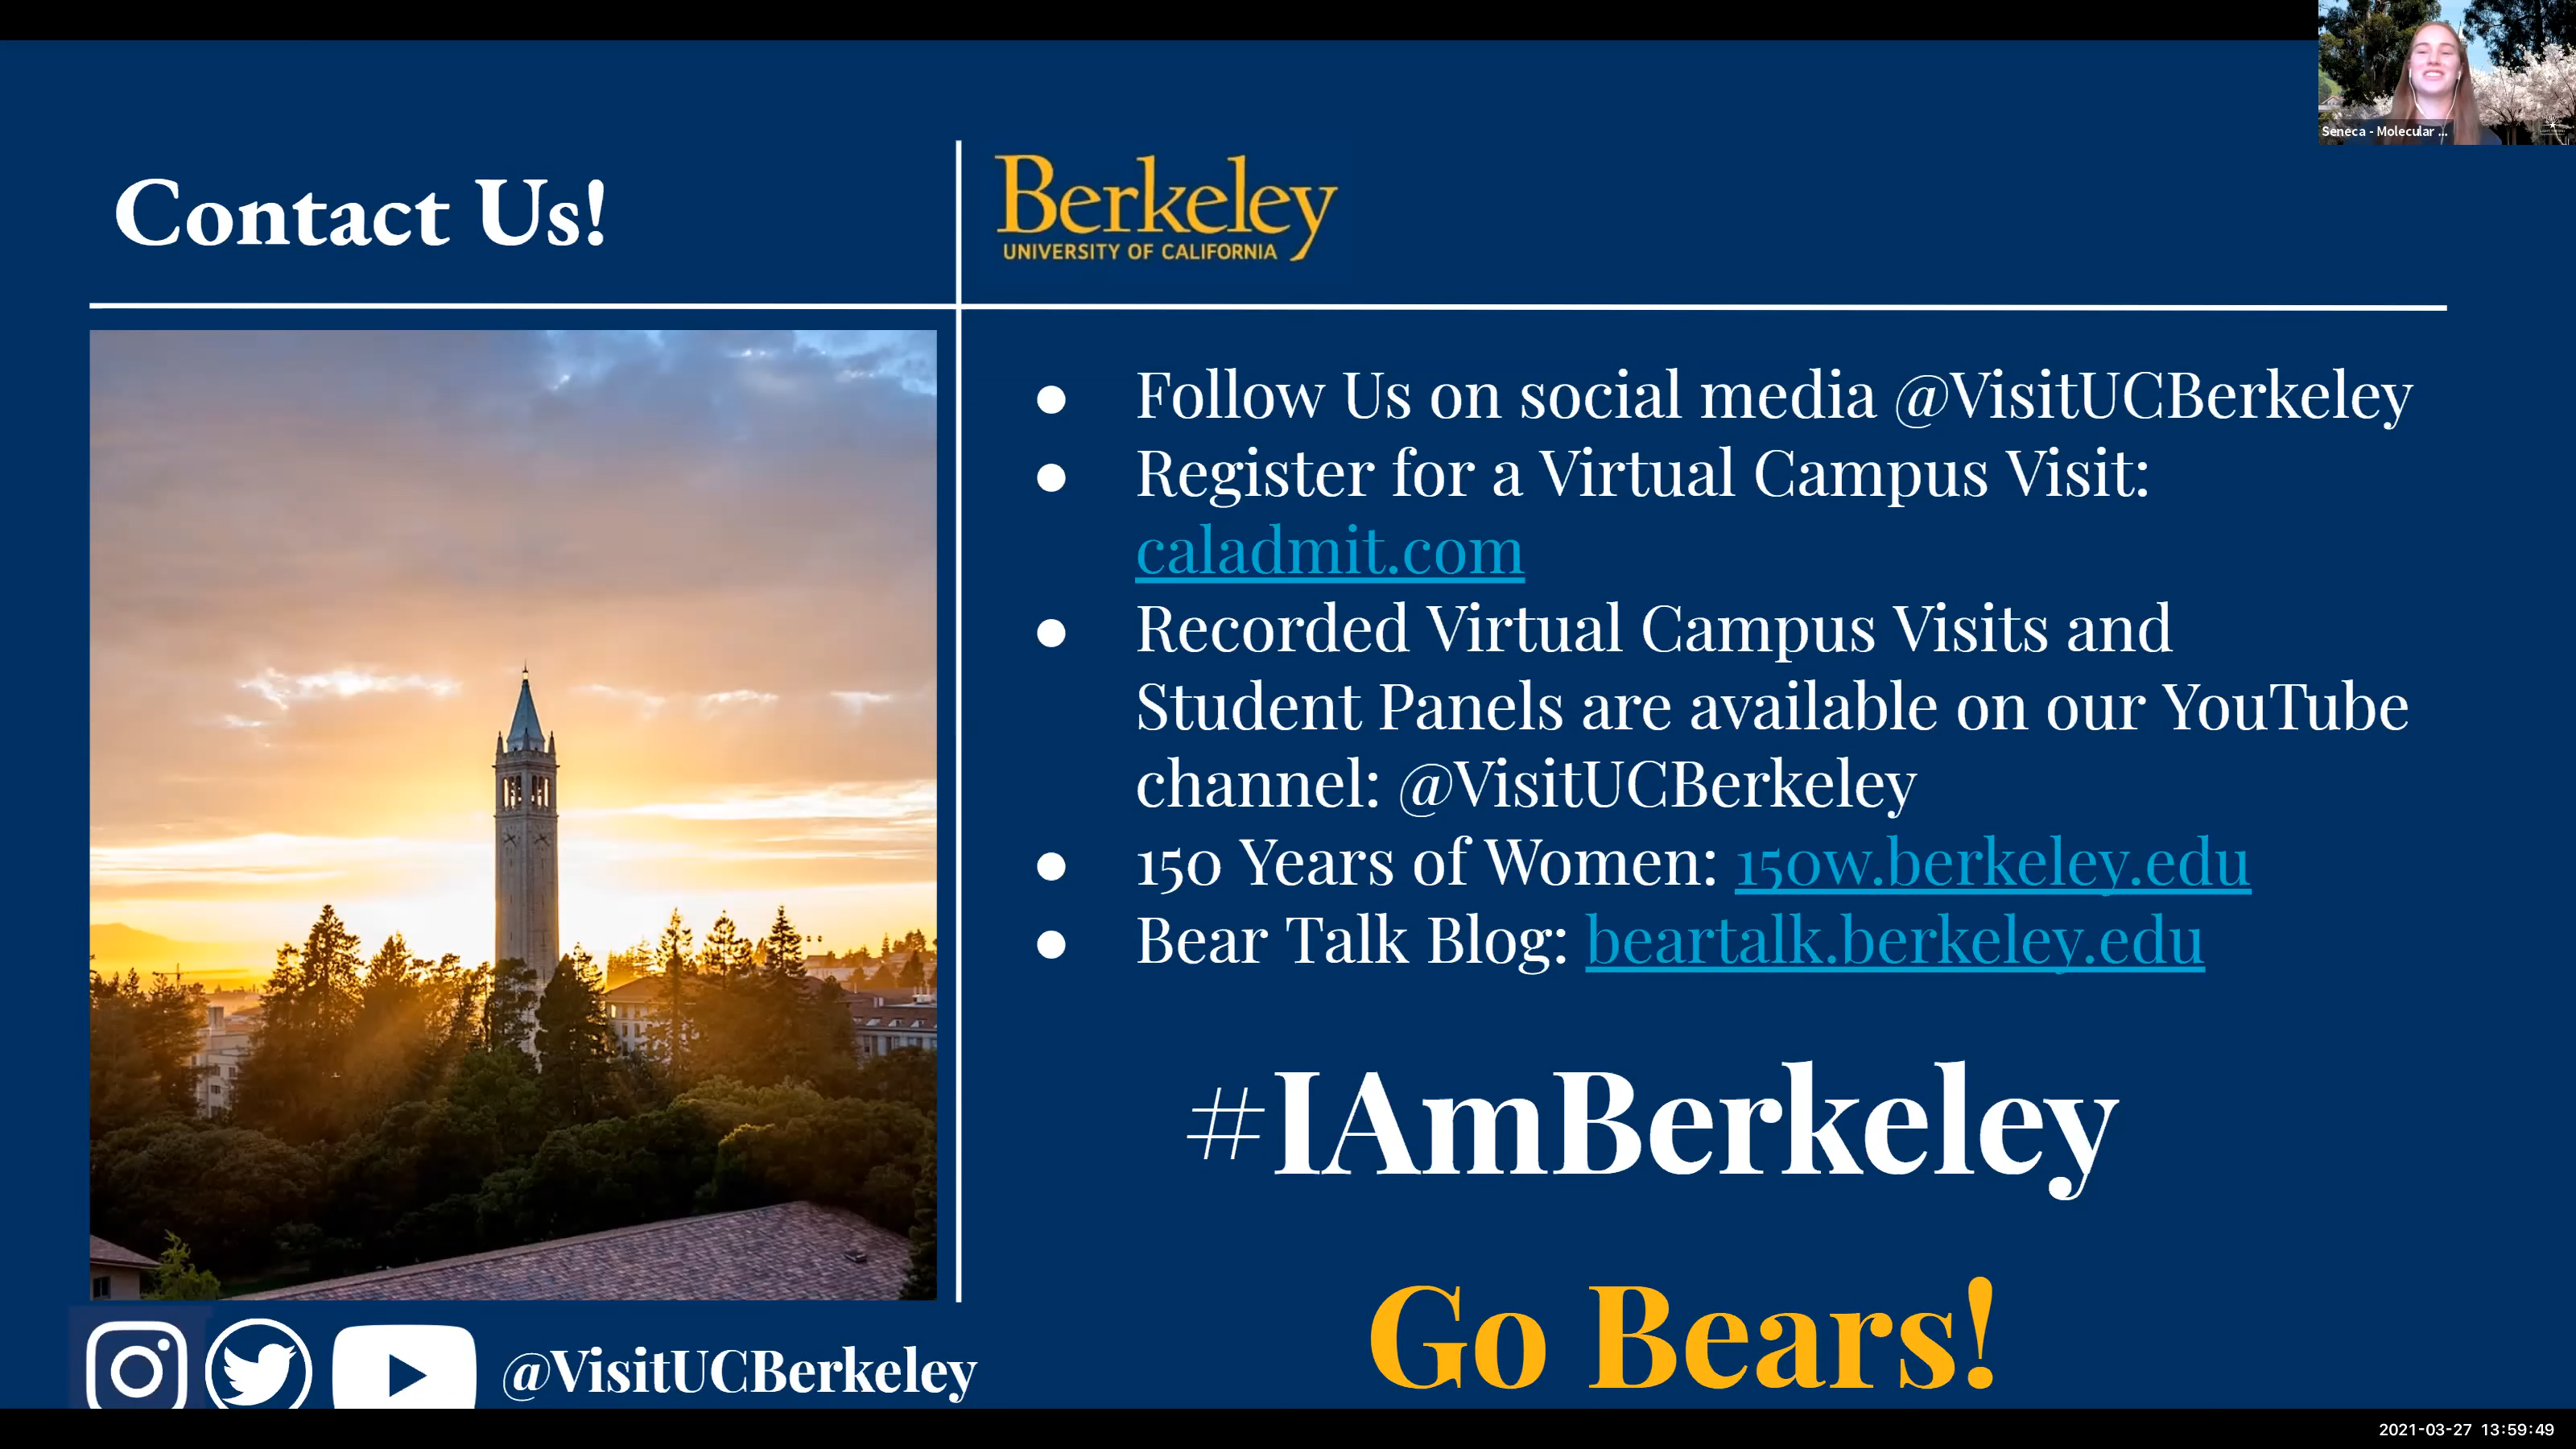 Seneca - Molecular ...
Contact Us!
Berkeley
UNIVERSITY OF CALIFORNIA
● Follow Us on social media @VisitUCBerkeley
● Register for a Virtual Campus Visit:
caladmit.com
● Recorded Virtual Campus Visits and
Student Panels are available on our YouTube
channel: @VisitUCBerkeley
● 150 Years of Women: 150w.berkeley.edu
● Bear Talk Blog: beartalk.berkeley.edu
#IAmBerkeley
Go Bears!
@VisitUCBerkeley
2021-03-27 13:59:49